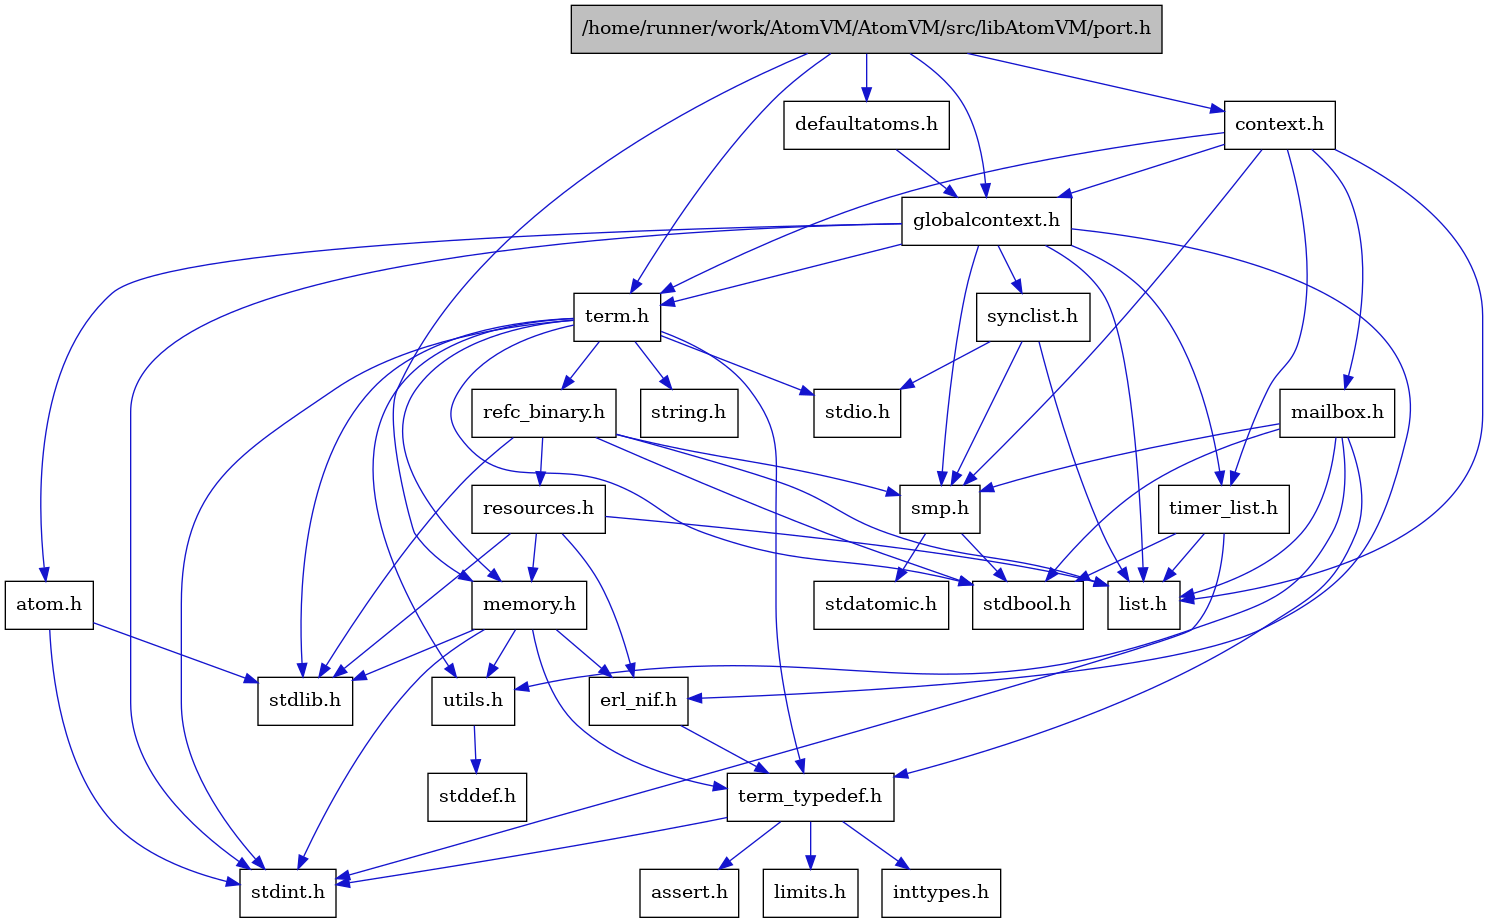 /home/runner/work/AtomVM/AtomVM/src/libAtomVM/port.h
defaultatoms.h
context.h
globalcontext.h
term.h
synclist.h
refc_binary.h
string.h
stdio.h
mailbox.h
resources.h
smp.h
timer_list.h
atom.h
memory.h
stdatomic.h
stdbool.h
list.h
stdlib.h
utils.h
erl_nif.h
stddef.h
term_typedef.h
stdint.h
assert.h
limits.h
inttypes.h